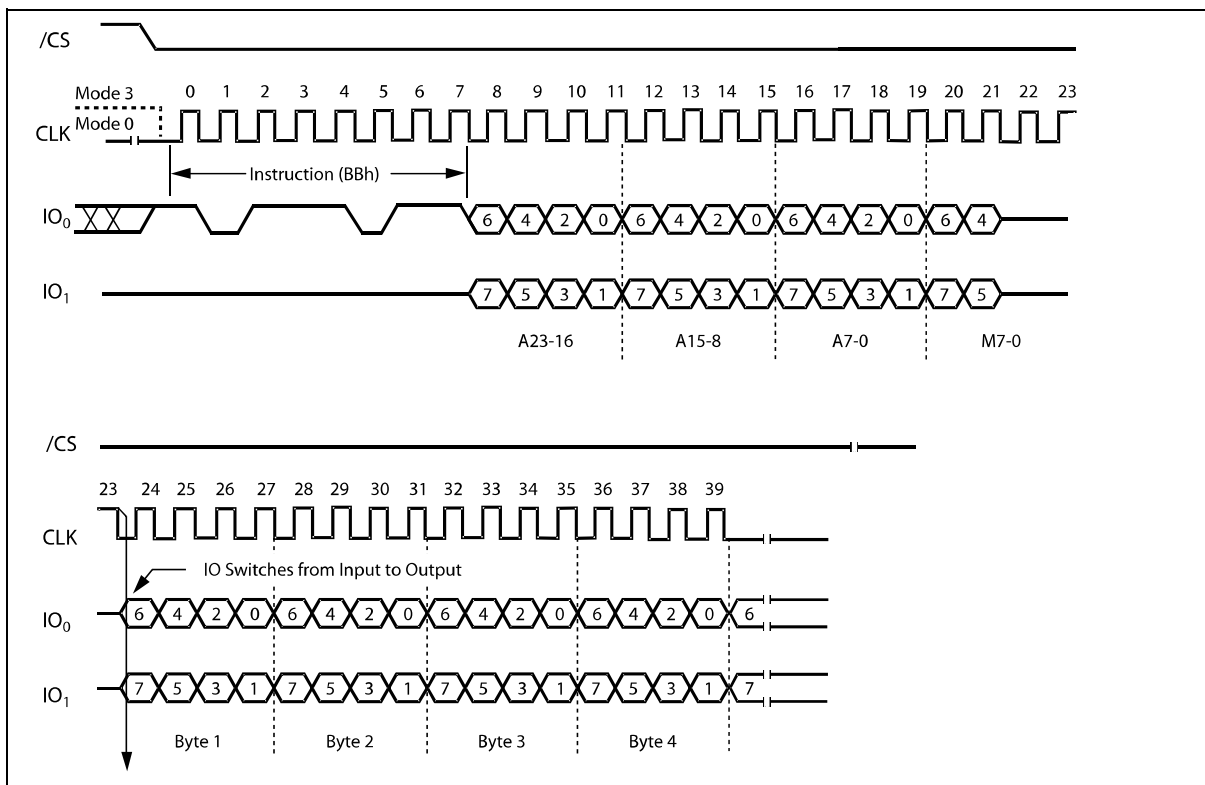 /CS
Mode 3
0 1 2 3 4 5 6 7 8 9 10 11 12 13 14 15 16 17 18 19 20 21 22 23
Mode 0
CLK
Instruction (BBh)
IO0
6 4 2 0 6 4 2 0 6 4 2 0 6 4
IO1
7 5 3 1 7 5 3 1 7 5 3 1 7 5
A23-16 A15-8 A7-0 M7-0
/CS
23 24 25 26 27 28 29 30 31 32 33 34 35 36 37 38 39
CLK
IO Switches from Input to Output
IO0
6 4 2 0 6 4 2 0 6 4 2 0 6 4 2 0 6
IO1
7 5 3 1 7 5 3 1 7 5 3 1 7 5 3 1 7
Byte 1 Byte 2 Byte 3 Byte 4